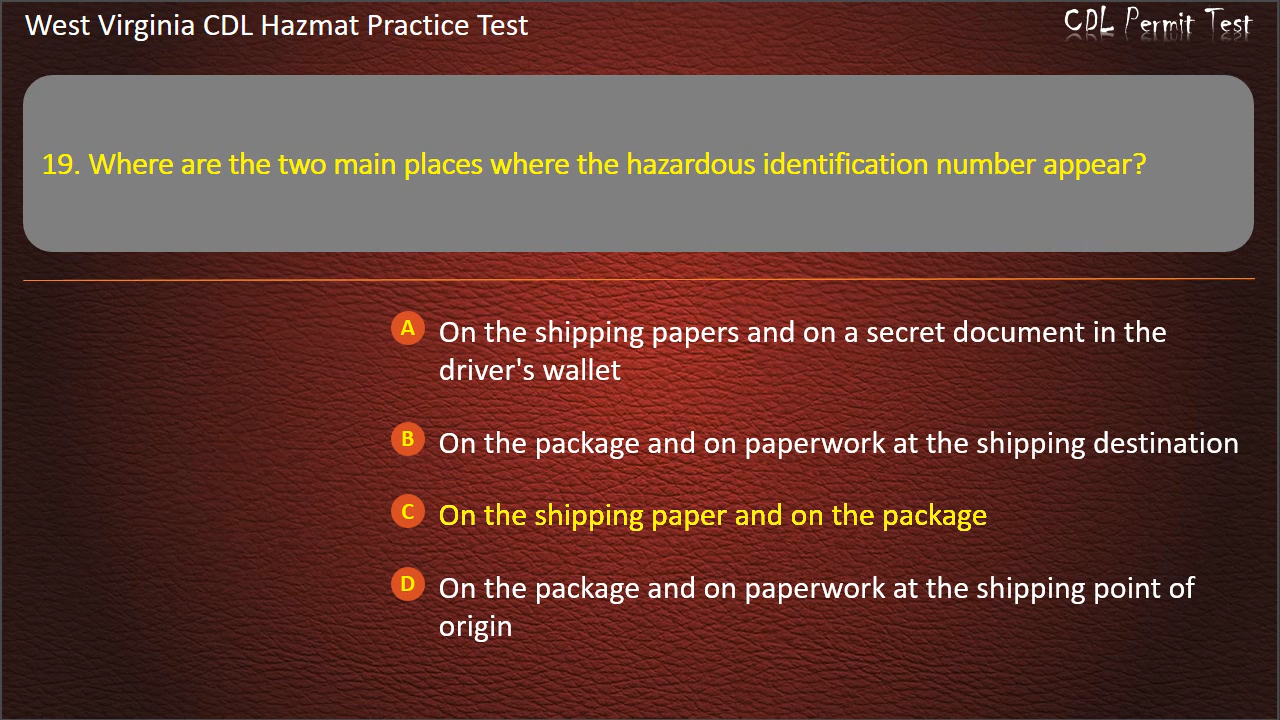 West Virginia CDL Hazmat Practice Test
CDL Permit Test
19. Where are the two main places where the hazardous identification number appear?
A On the shipping papers and on a secret document in the
driver's wallet
B On the package and on paperwork at the shipping destination
C On the shipping paper and on the package
D On the package and on paperwork at the shipping point of
origin